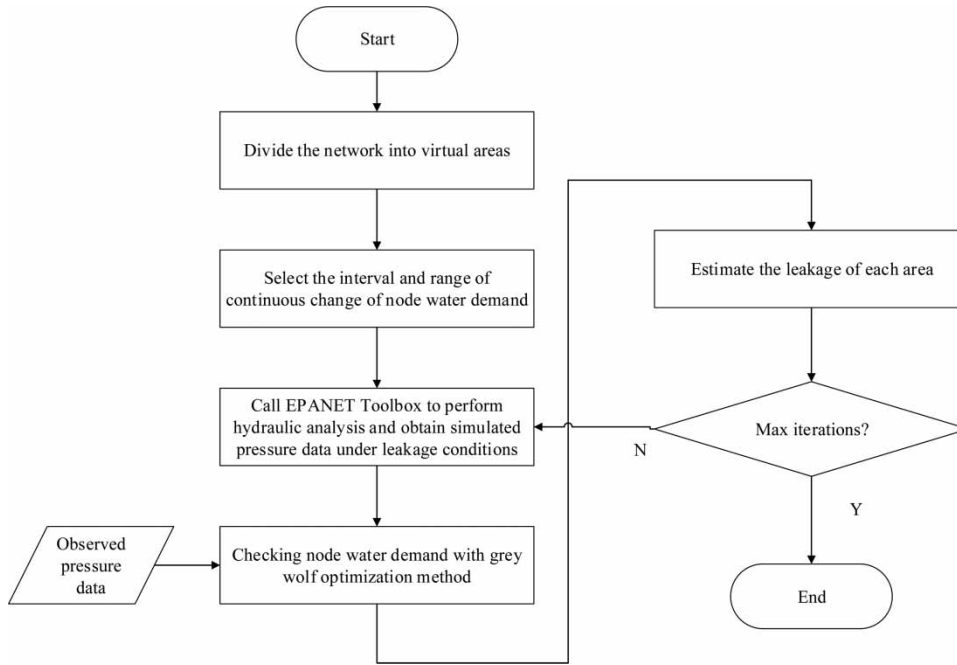 Start
Divide the network into virtual areas
Select the interval and range of
continuous change of node water demand
Call EPANET Toolbox to perform
hydraulic analysis and obtain simulated
pressure data under leakage conditions
Observed
pressure
data
Checking node water demand with grey
wolf optimization method
Estimate the leakage of each area
Max iterations?
N
Y
End